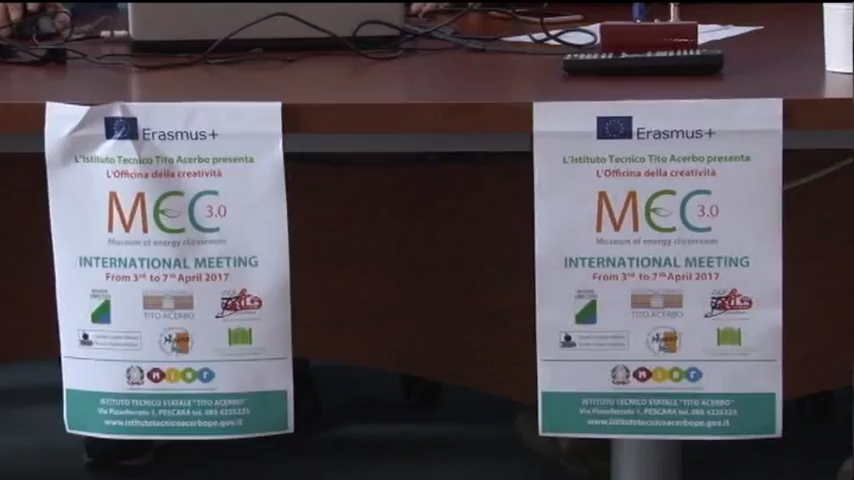 Erasmus+
L'Istituto Tecnico Tito Acerbo presenta
L'Officina della creatività
MEC 3.0
Museum of energy classroom
INTERNATIONAL MEETING
From 3rd to 7th April 2017
TITO ACERBO
MIUR
ISTITUTO TECNICO STATALE "TITO ACERBO"
Via Pizzoferrato 1, PESCARA tel. 085 4225225
www.istitutotecnicoacerbope.gov.it
Erasmus+
L'Istituto Tecnico Tito Acerbo presenta
L'Officina della creatività
MEC 3.0
Museum of energy classroom
INTERNATIONAL MEETING
From 3rd to 7th April 2017
TITO ACERBO
MIUR
ISTITUTO TECNICO STATALE "TITO ACERBO"
Via Pizzoferrato 1, PESCARA tel. 085 4225225
www.istitutotecnicoacerbope.gov.it